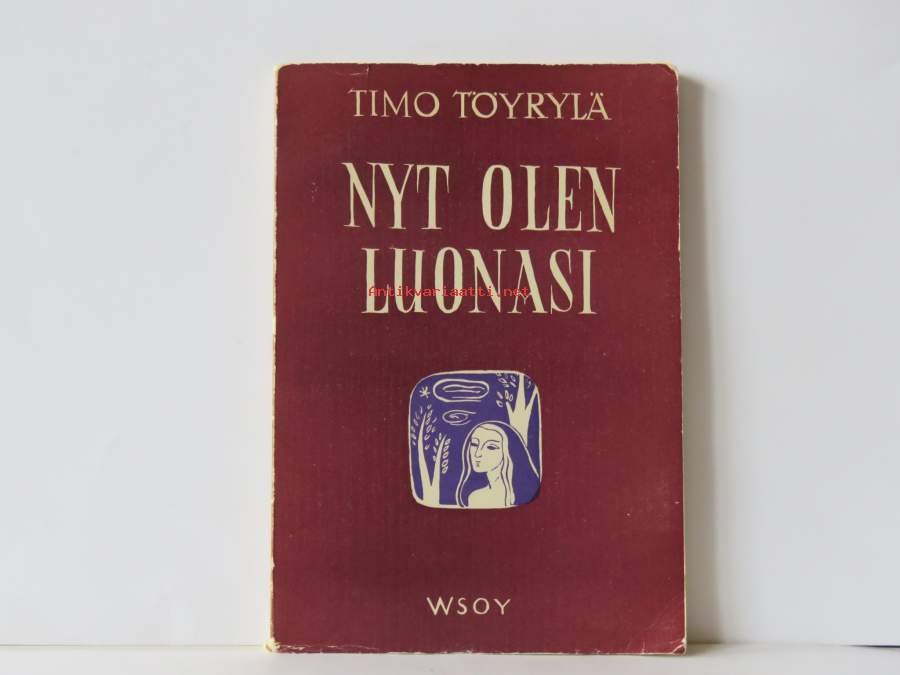 TIMO TÖYRYLÄ
NYT OLEN
LUONASI
Antikvariaatti.net
WSOY